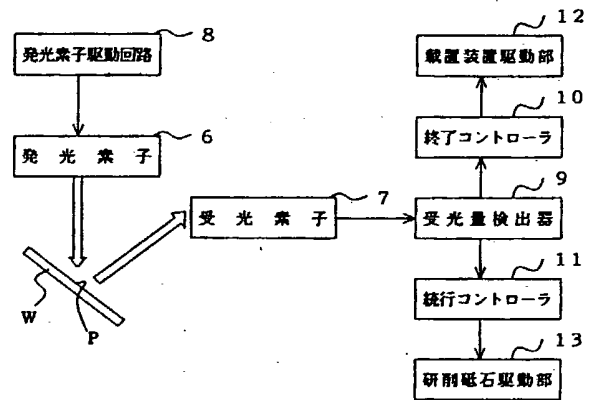 8
発光素子駆動回路
6
発光素子
7
受光素子
W
P
12
載置装置駆動部
10
終了コントローラ
9
受光量検出器
11
続行コントローラ
13
研削砥石駆動部